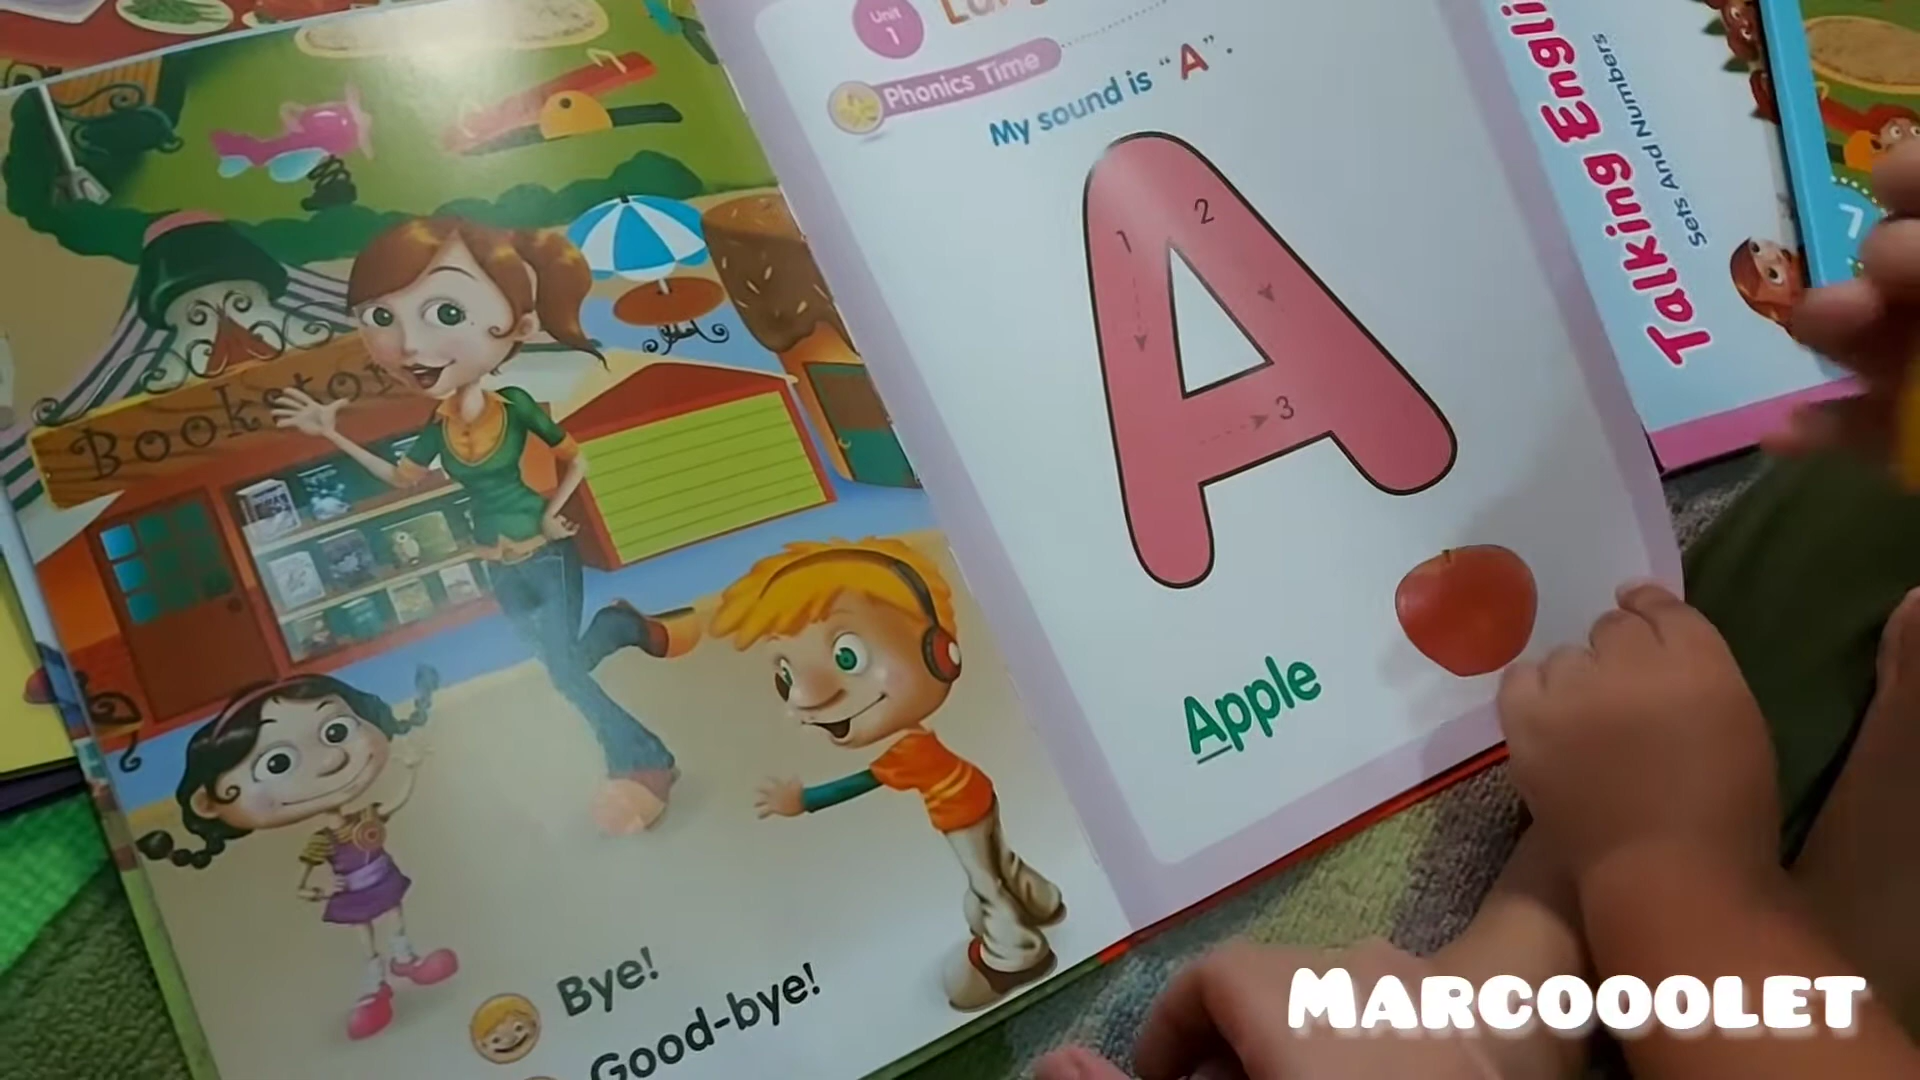 Bookstor
Bye!
Good-bye!
Unit
1
Phonics Time
My sound is "A".
1
2
3
Apple
Talking Engli
Sets And Numbers
MARCOOOLET